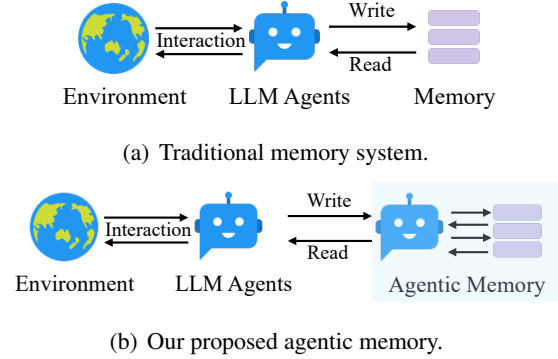 Interaction
Write
Read
Environment LLM Agents Memory
(a) Traditional memory system.
Interaction
Write
Read
Environment LLM Agents Agentic Memory
(b) Our proposed agentic memory.